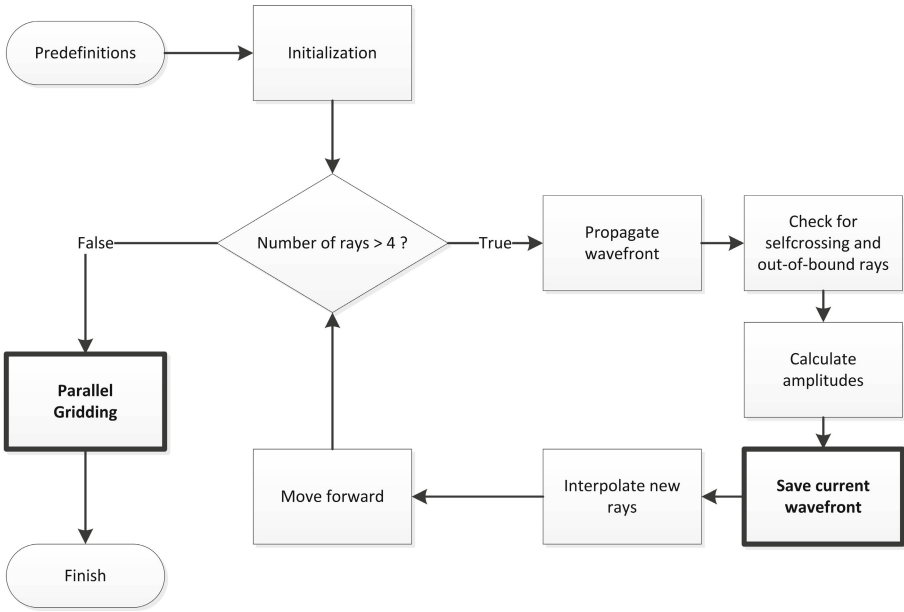 Predefinitions
Initialization
Number of rays > 4 ?
False
True
Propagate
wavefront
Check for
selfcrossing and
out-of-bound rays
Calculate
amplitudes
Parallel
Gridding
Move forward
Interpolate new
rays
Save current
wavefront
Finish